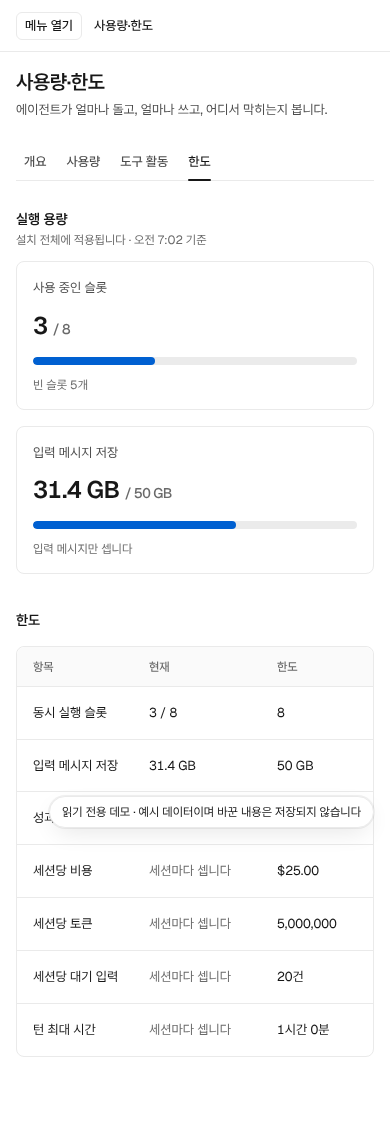 메뉴 열기
사용량·한도
사용량·한도
에이전트가 얼마나 돌고, 얼마나 쓰고, 어디서 막히는지 봅니다.
개요
사용량
도구 활동
한도
실행 용량
설치 전체에 적용됩니다 · 오전 7:02 기준
사용 중인 슬롯
3 / 8
빈 슬롯 5개
입력 메시지 저장
31.4 GB / 50 GB
입력 메시지만 셉니다
한도
항목 현재 한도
동시 실행 슬롯 3 / 8 8
입력 메시지 저장 31.4 GB 50 GB
읽기 전용 데모 · 예시 데이터이며 바꾼 내용은 저장되지 않습니다
세션당 비용 세션마다 셉니다 $25.00
세션당 토큰 세션마다 셉니다 5,000,000
세션당 대기 입력 세션마다 셉니다 20건
턴 최대 시간 세션마다 셉니다 1시간 0분